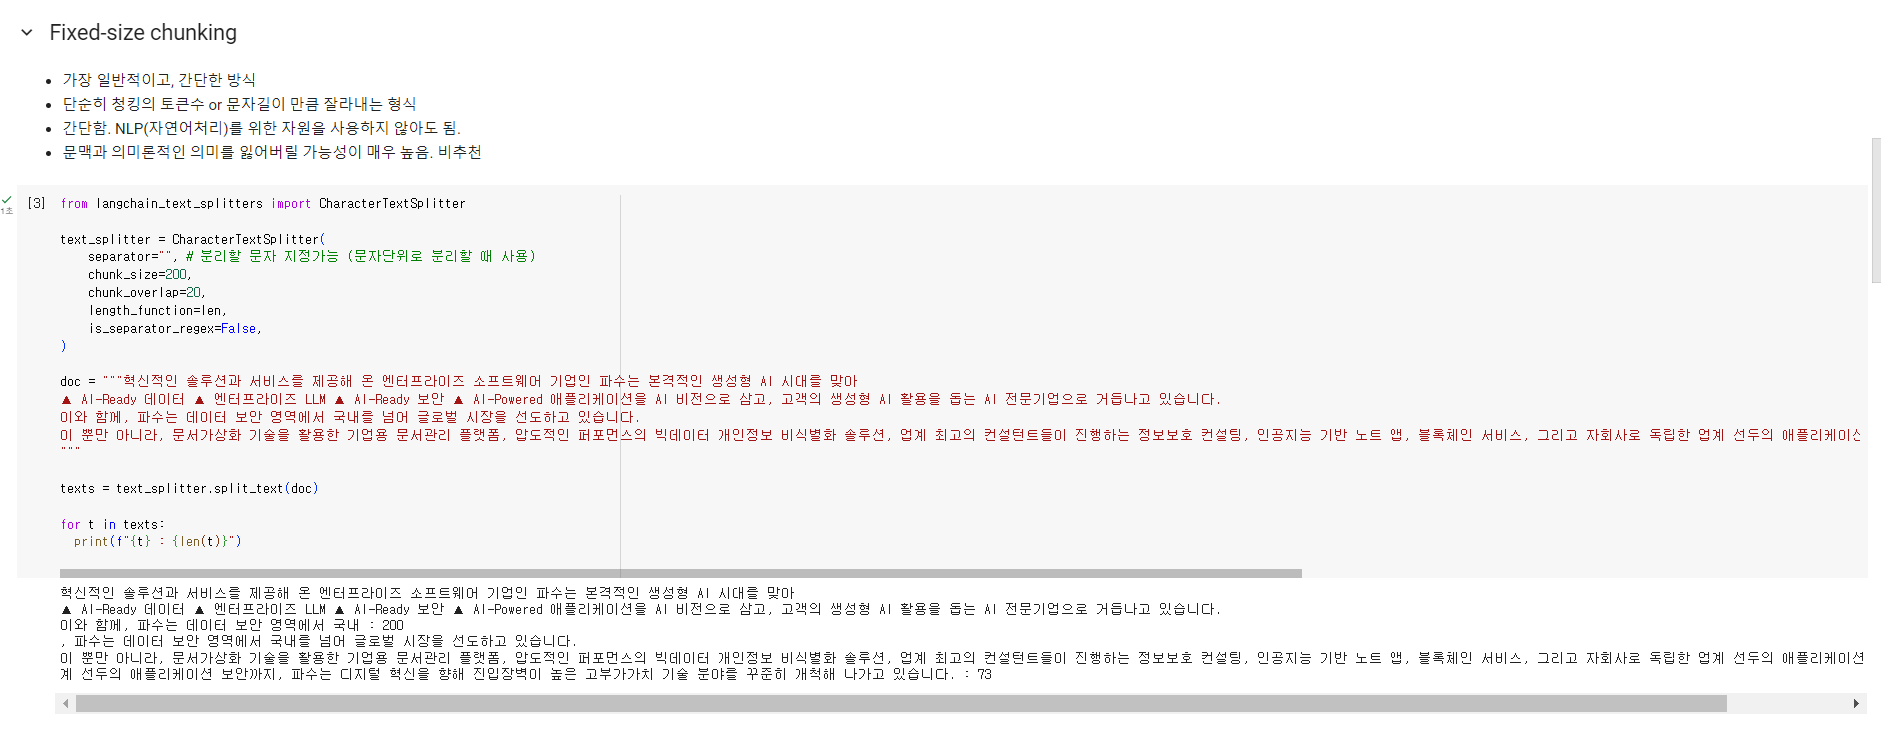 Fixed-size chunking
가장 일반적이고, 간단한 방식
단순히 청킹의 토큰수 or 문자길이 만큼 잘라내는 형식
간단함. NLP(자연어처리)를 위한 자원을 사용하지 않아도 됨.
문맥과 의미론적인 의미를 잃어버릴 가능성이 매우 높음. 비추천
1초
[3] from langchain_text_splitters import CharacterTextSplitter
text_splitter = CharacterTextSplitter(
    separator="", # 분리할 문자 지정가능 (문자단위로 분리할 때 사용)
    chunk_size=200,
    chunk_overlap=20,
    length_function=len,
    is_separator_regex=False,
)
doc = """혁신적인 솔루션과 서비스를 제공해 온 엔터프라이즈 소프트웨어 기업인 파수는 본격적인 생성형 AI 시대를 맞아
▲ AI-Ready 데이터 ▲ 엔터프라이즈 LLM ▲ AI-Ready 보안 ▲ AI-Powered 애플리케이션을 AI 비전으로 삼고, 고객의 생성형 AI 활용을 돕는 AI 전문기업으로 거듭나고 있습니다.
이와 함께, 파수는 데이터 보안 영역에서 국내를 넘어 글로벌 시장을 선도하고 있습니다.
이 뿐만 아니라, 문서가상화 기술을 활용한 기업용 문서관리 플랫폼, 압도적인 퍼포먼스의 빅데이터 개인정보 비식별화 솔루션, 업계 최고의 컨설턴트들이 진행하는 정보보호 컨설팅, 인공지능 기반 노트 앱, 블록체인 서비스, 그리고 자회사로 독립한 업계 선두의 애플리케이션
"""
texts = text_splitter.split_text(doc)
for t in texts:
  print(f"{t} : {len(t)}")
혁신적인 솔루션과 서비스를 제공해 온 엔터프라이즈 소프트웨어 기업인 파수는 본격적인 생성형 AI 시대를 맞아
▲ AI-Ready 데이터 ▲ 엔터프라이즈 LLM ▲ AI-Ready 보안 ▲ AI-Powered 애플리케이션을 AI 비전으로 삼고, 고객의 생성형 AI 활용을 돕는 AI 전문기업으로 거듭나고 있습니다.
이와 함께, 파수는 데이터 보안 영역에서 국내 : 200
, 파수는 데이터 보안 영역에서 국내를 넘어 글로벌 시장을 선도하고 있습니다.
이 뿐만 아니라, 문서가상화 기술을 활용한 기업용 문서관리 플랫폼, 압도적인 퍼포먼스의 빅데이터 개인정보 비식별화 솔루션, 업계 최고의 컨설턴트들이 진행하는 정보보호 컨설팅, 인공지능 기반 노트 앱, 블록체인 서비스, 그리고 자회사로 독립한 업계 선두의 애플리케이션
계 선두의 애플리케이션 보안까지, 파수는 디지털 혁신을 향해 진입장벽이 높은 고부가가치 기술 분야를 꾸준히 개척해 나가고 있습니다. : 73